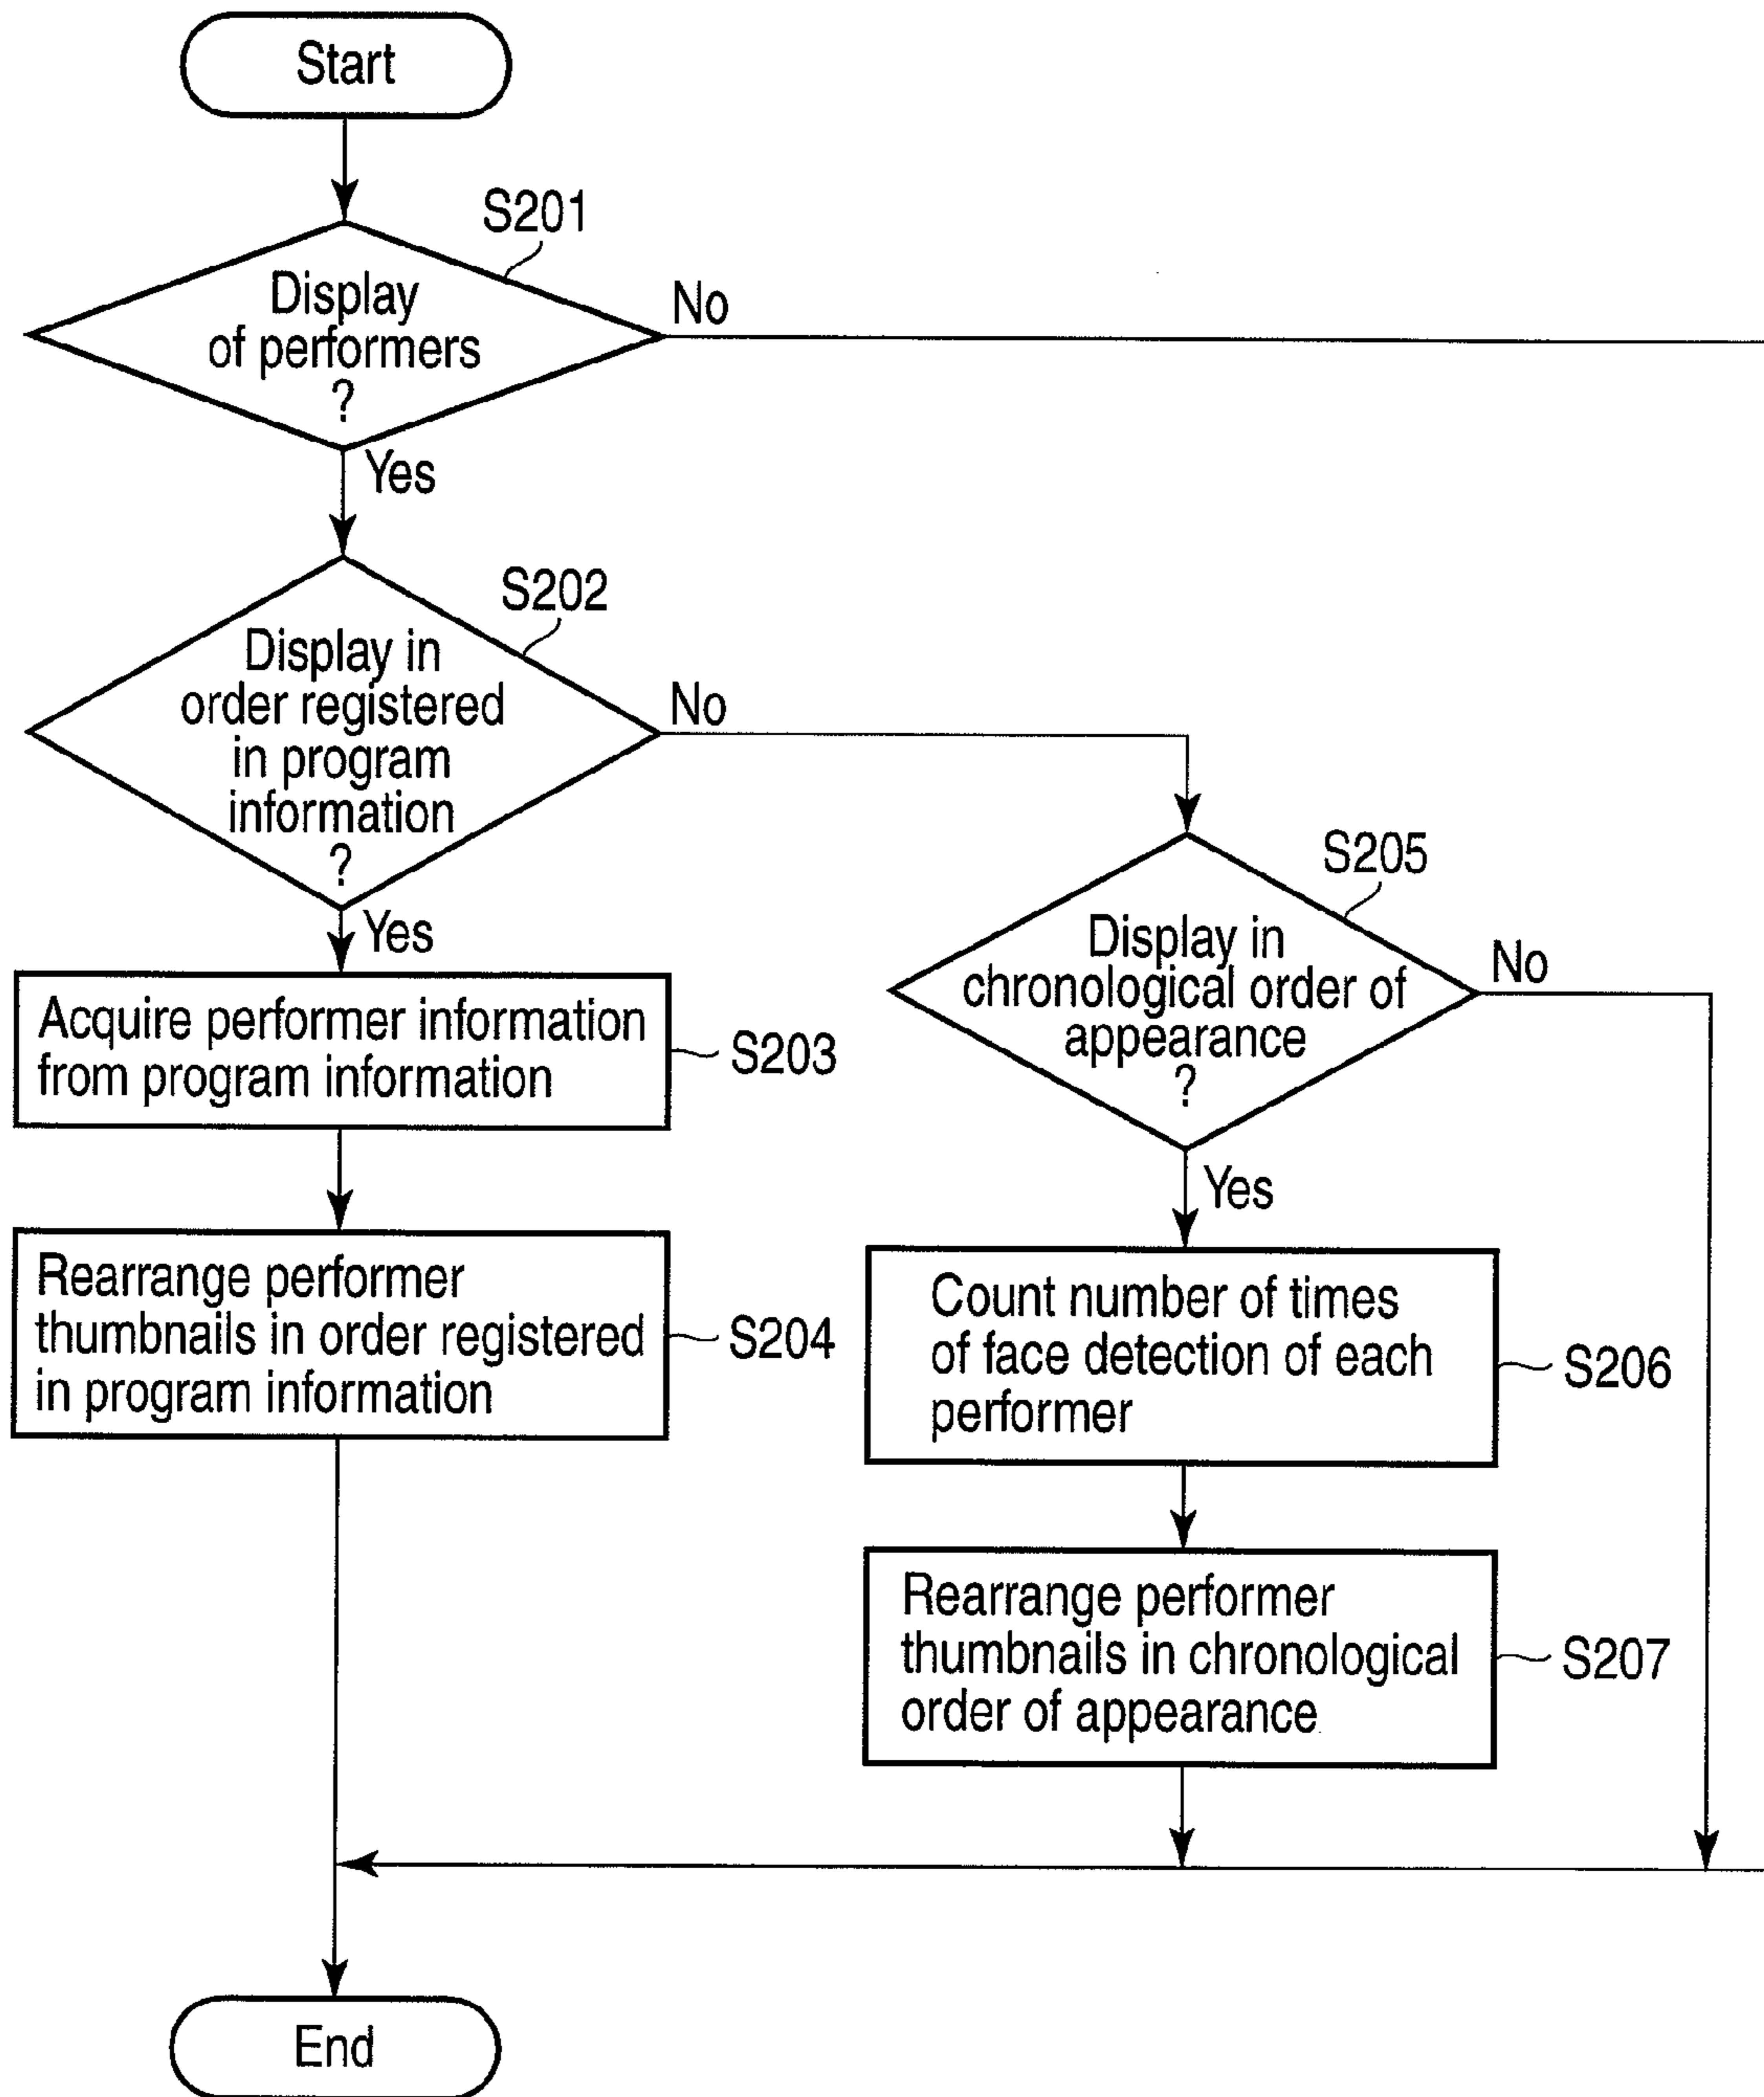 Start
S201
Display
of performers
?
No
Yes
S202
Display in
order registered
in program
information
?
No
Yes
S205
Display in
chronological order of
appearance
?
No
Yes
Acquire performer information
from program information
S203
Rearrange performer
thumbnails in order registered
in program information
S204
Count number of times
of face detection of each
performer
S206
Rearrange performer
thumbnails in chronological
order of appearance
S207
End